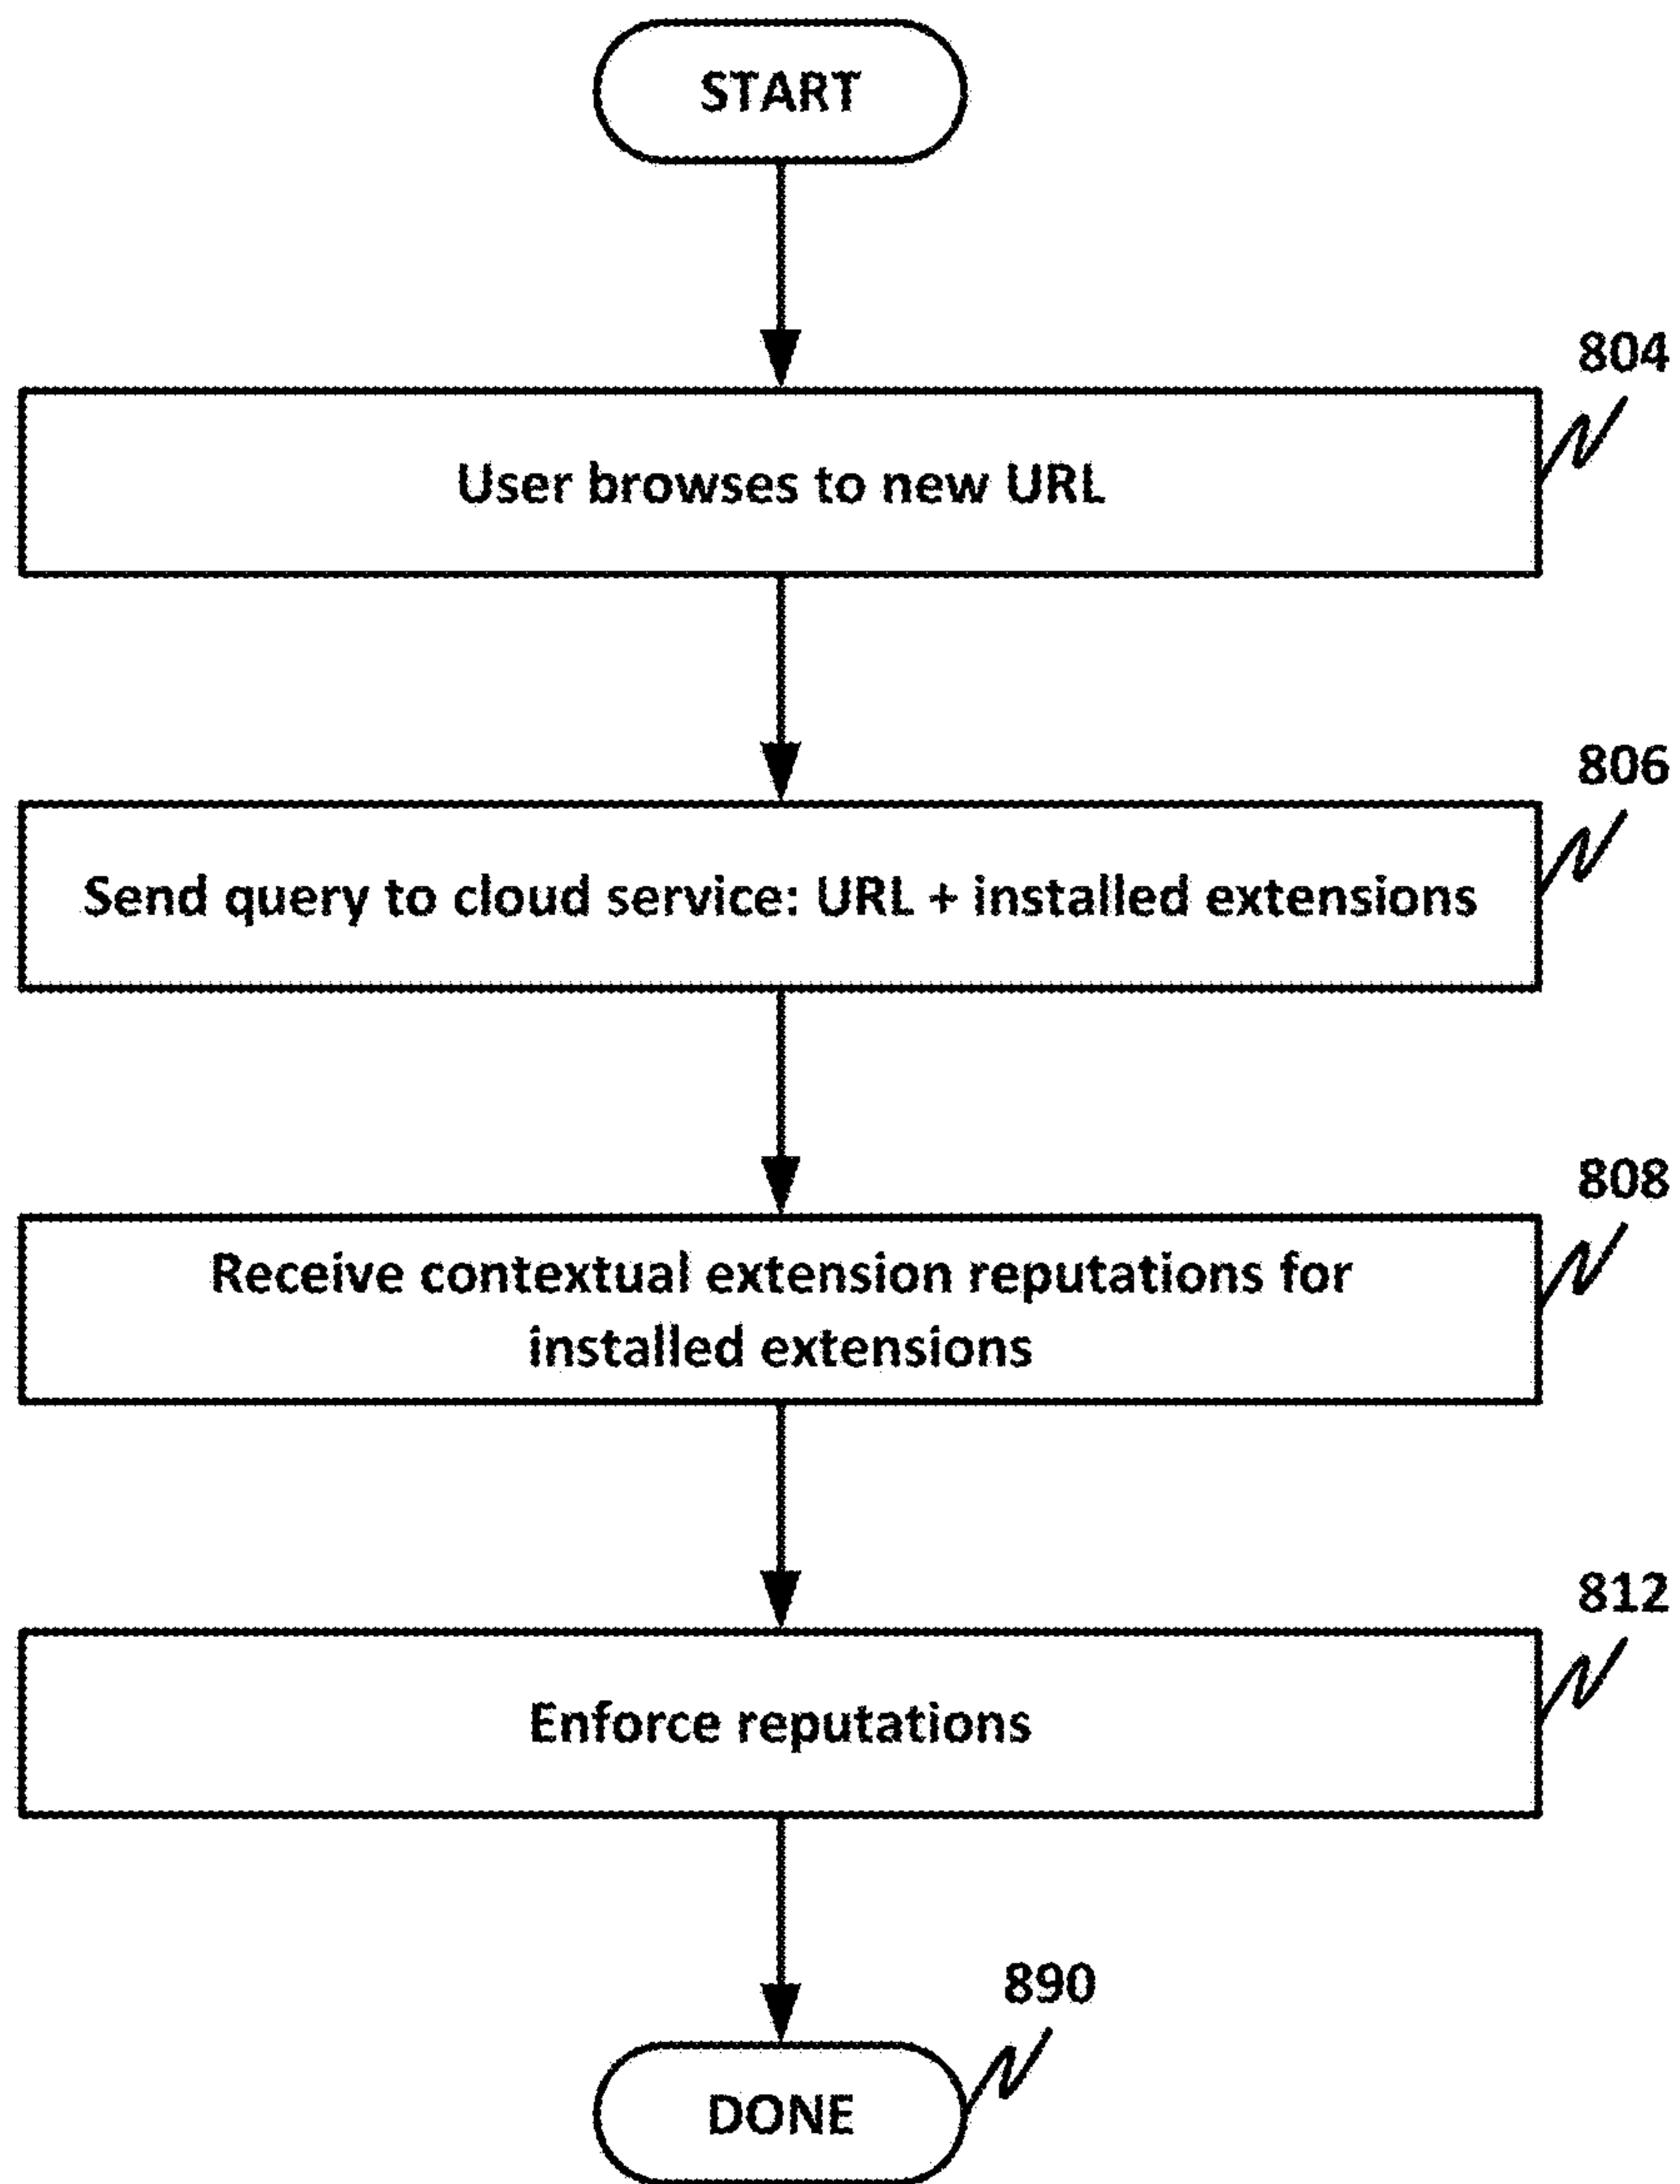 START
804
User browses to new URL
806
Send query to cloud service: URL + installed extensions
808
Receive contextual extension reputations for
installed extensions
812
Enforce reputations
890
DONE